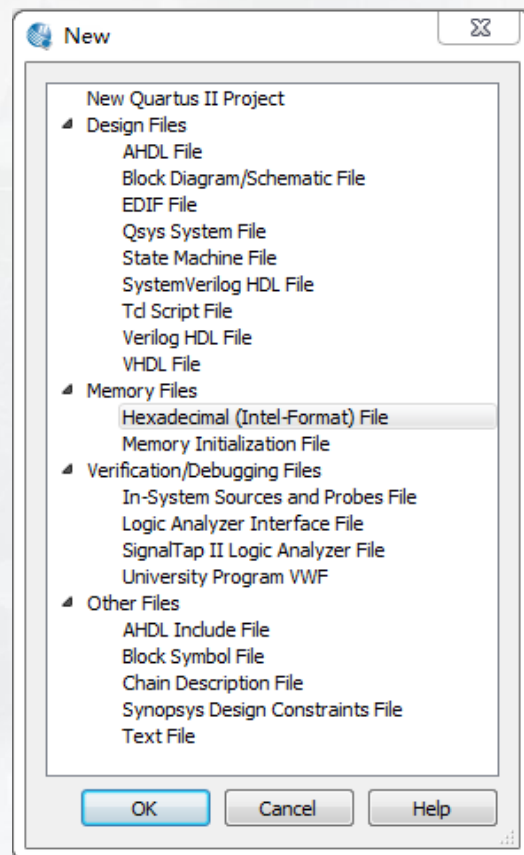 New
New Quartus II Project
Design Files
AHDL File
Block Diagram/Schematic File
EDIF File
Qsys System File
State Machine File
SystemVerilog HDL File
Tcl Script File
Verilog HDL File
VHDL File
Memory Files
Hexadecimal (Intel-Format) File
Memory Initialization File
Verification/Debugging Files
In-System Sources and Probes File
Logic Analyzer Interface File
SignalTap II Logic Analyzer File
University Program VWF
Other Files
AHDL Include File
Block Symbol File
Chain Description File
Synopsys Design Constraints File
Text File
OK Cancel Help